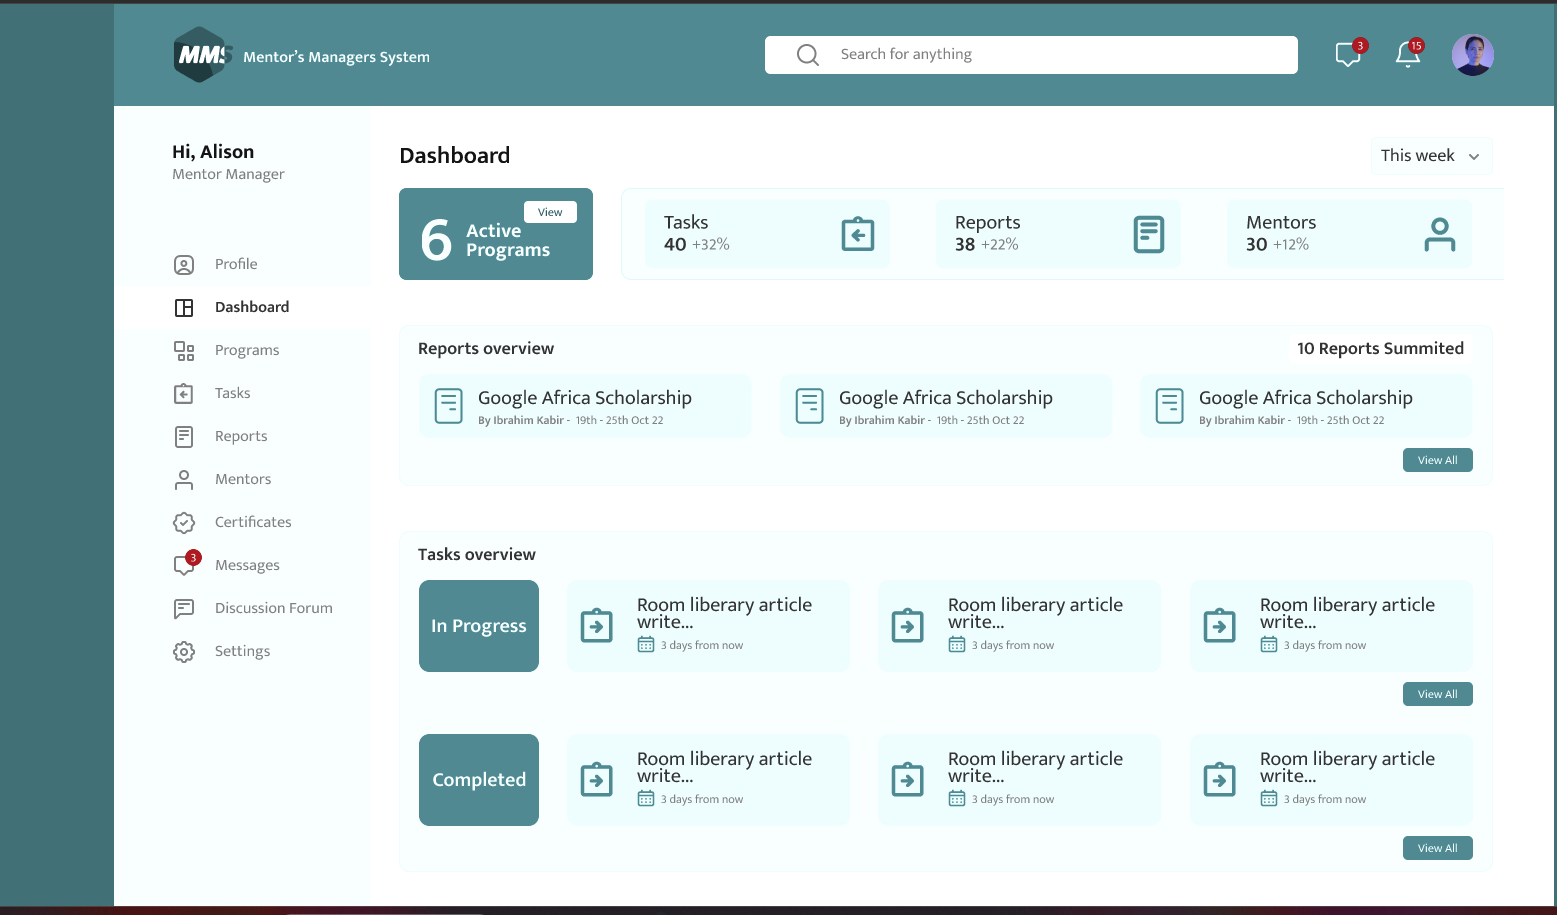 MMS
Mentor's Managers System
Search for anything
3
15
Hi, Alison
Mentor Manager
Profile
Dashboard
Programs
Tasks
Reports
Mentors
Certificates
3
Messages
Discussion Forum
Settings
Dashboard
This week
6
Active
Programs
View
Tasks
40 +32%
Reports
38 +22%
Mentors
30 +12%
Reports overview
10 Reports Summited
Google Africa Scholarship
By Ibrahim Kabir - 19th - 25th Oct 22
Google Africa Scholarship
By Ibrahim Kabir - 19th - 25th Oct 22
Google Africa Scholarship
By Ibrahim Kabir - 19th - 25th Oct 22
View All
Tasks overview
In Progress
Room liberary article
write...
3 days from now
Room liberary article
write...
3 days from now
Room liberary article
write...
3 days from now
View All
Completed
Room liberary article
write...
3 days from now
Room liberary article
write...
3 days from now
Room liberary article
write...
3 days from now
View All